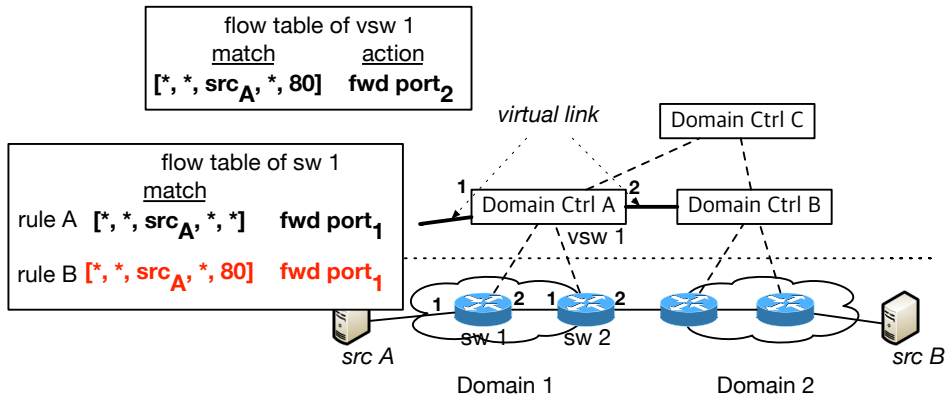 flow table of vsw 1
match action
[*, *, srcA, *, 80] fwd port2
virtual link
Domain Ctrl C
flow table of sw 1
match
1 2
Domain Ctrl A Domain Ctrl B
rule A [*, *, srcA, *, *] fwd port1
vsw 1
rule B [*, *, srcA, *, 80] fwd port1
1 2 1 2
sw 1 sw 2
src A src B
Domain 1 Domain 2